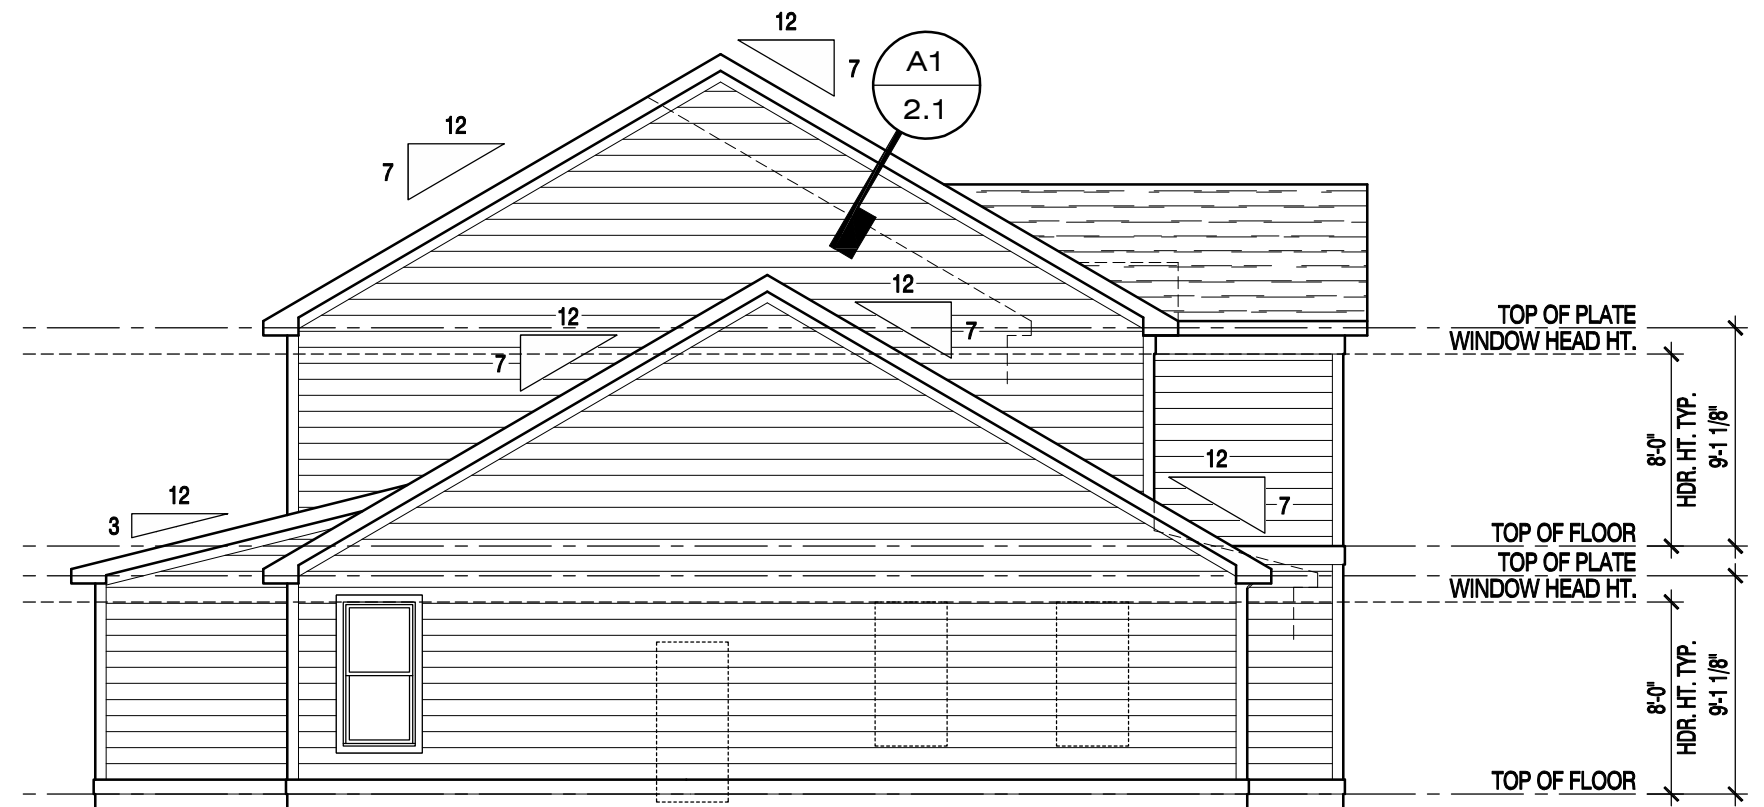 12
7
A1
2.1
12
7
12
7
12
7
TOP OF PLATE
WINDOW HEAD HT.
12
7
12
3
TOP OF FLOOR
TOP OF PLATE
WINDOW HEAD HT.
TOP OF FLOOR
8'-0"
HDR. HT. TYP.
9'-1 1/8"
8'-0"
HDR. HT. TYP.
9'-1 1/8"